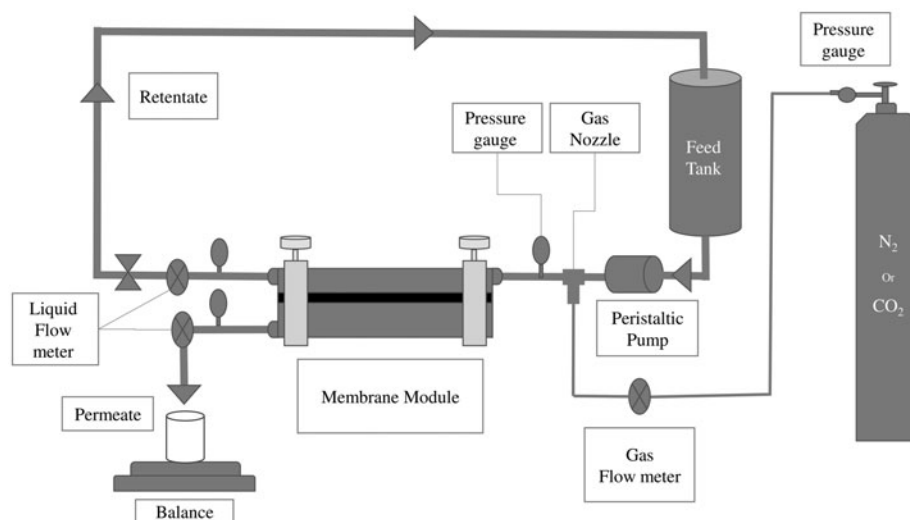 Pressure
gauge
Retentate
Pressure
gauge
Gas
Nozzle
Feed
Tank
N₂
Or
CO₂
Liquid
Flow
meter
Peristaltic
Pump
Membrane Module
Permeate
Gas
Flow meter
Balance